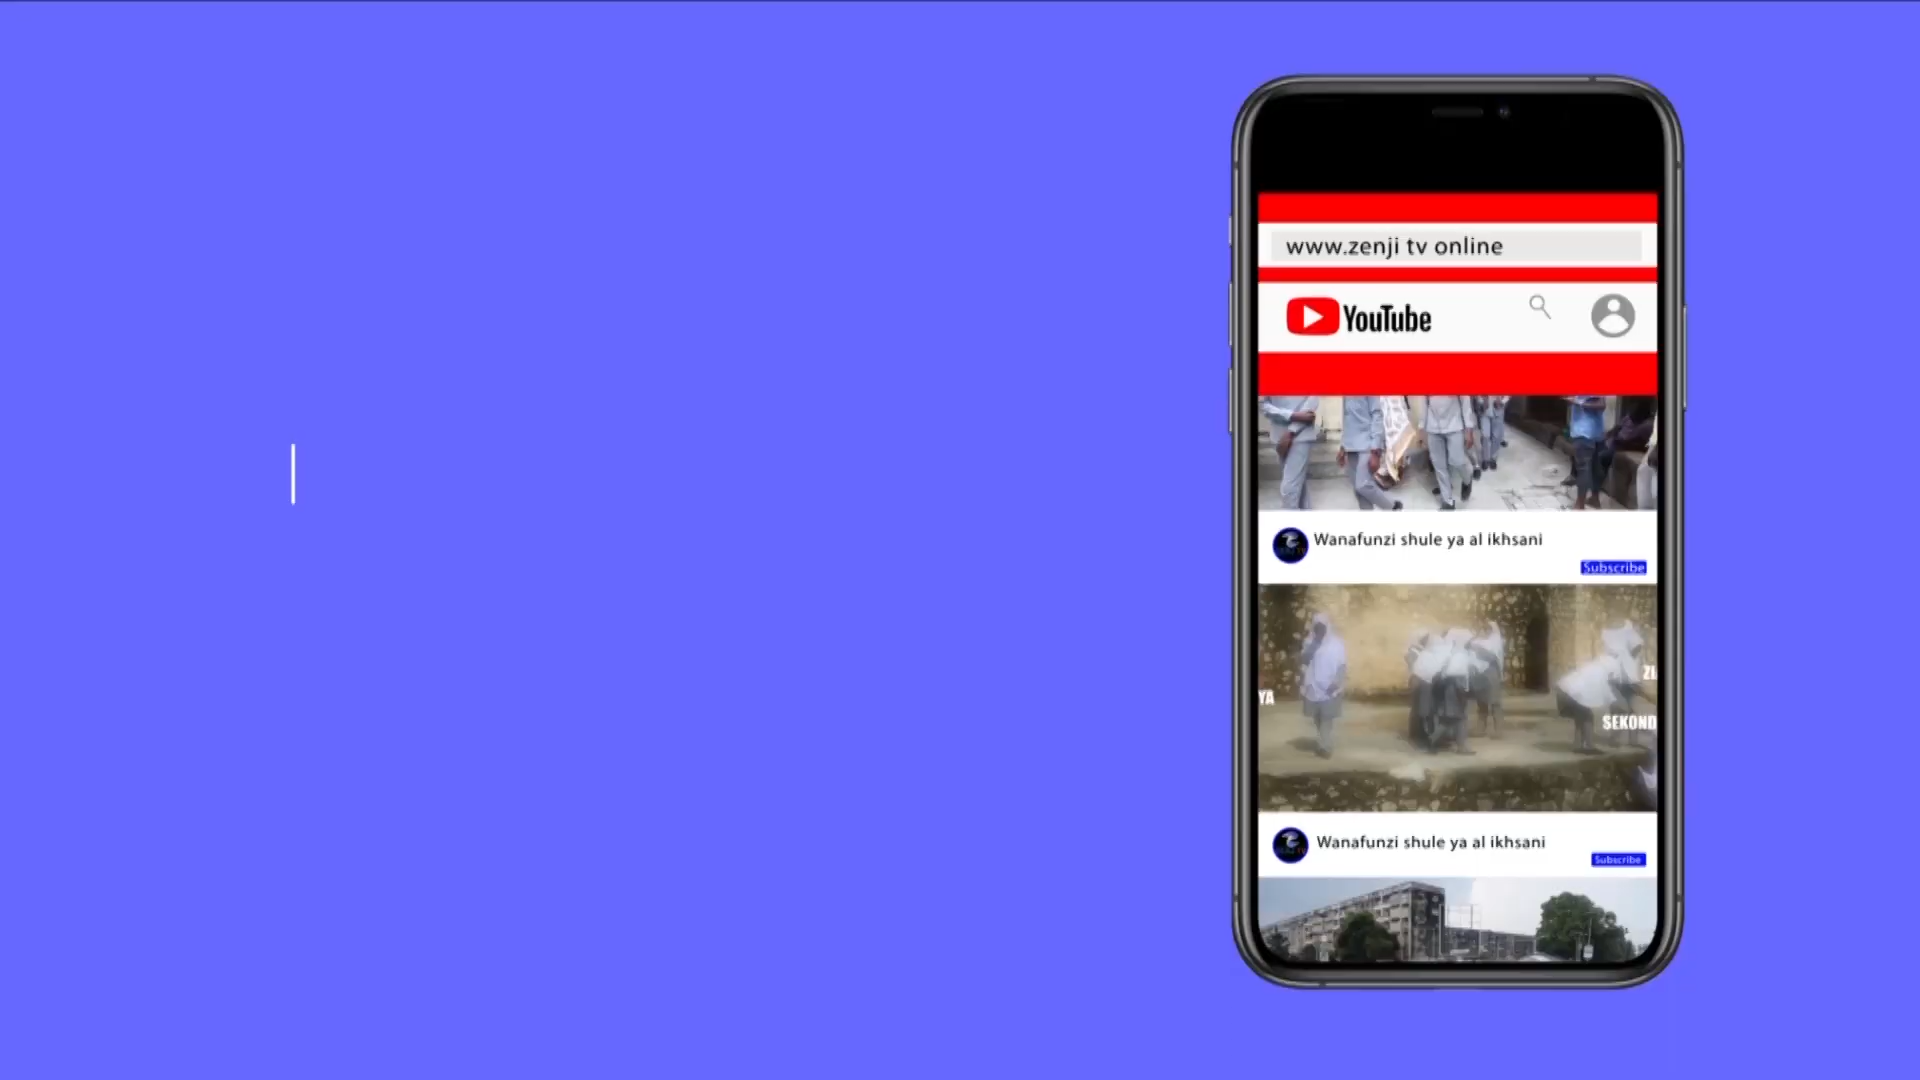 www.zenji tv online
YouTube
Wanafunzi shule ya al ikhsani
Subscribe
YA
SEKOND
Wanafunzi shule ya al ikhsani
Subscribe